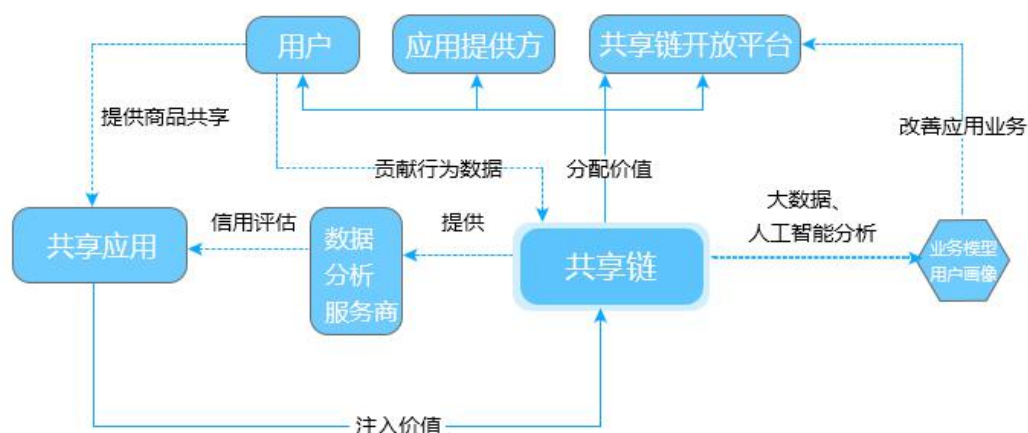 用户
应用提供方
共享链开放平台
提供商品共享
改善应用业务
贡献行为数据
分配价值
共享应用
信用评估
数据
分析
服务商
提供
共享链
大数据、
人工智能分析
业务模型
用户画像
注入价值